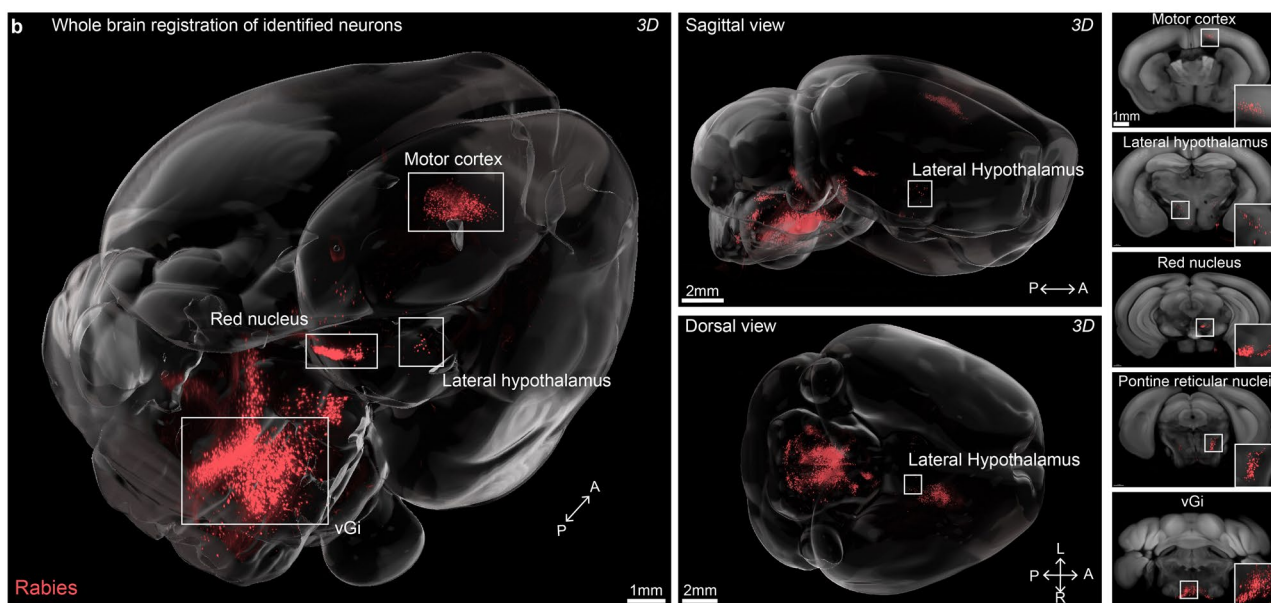 b Whole brain registration of identified neurons 3D
Motor cortex
Red nucleus
Lateral hypothalamus
vGi
A
P
Rabies
1mm
Sagittal view 3D
Lateral Hypothalamus
2mm
P A
Dorsal view 3D
Lateral Hypothalamus
L
P A
R
2mm
Motor cortex
1mm
Lateral hypothalamus
Red nucleus
Pontine reticular nuclei
vGi